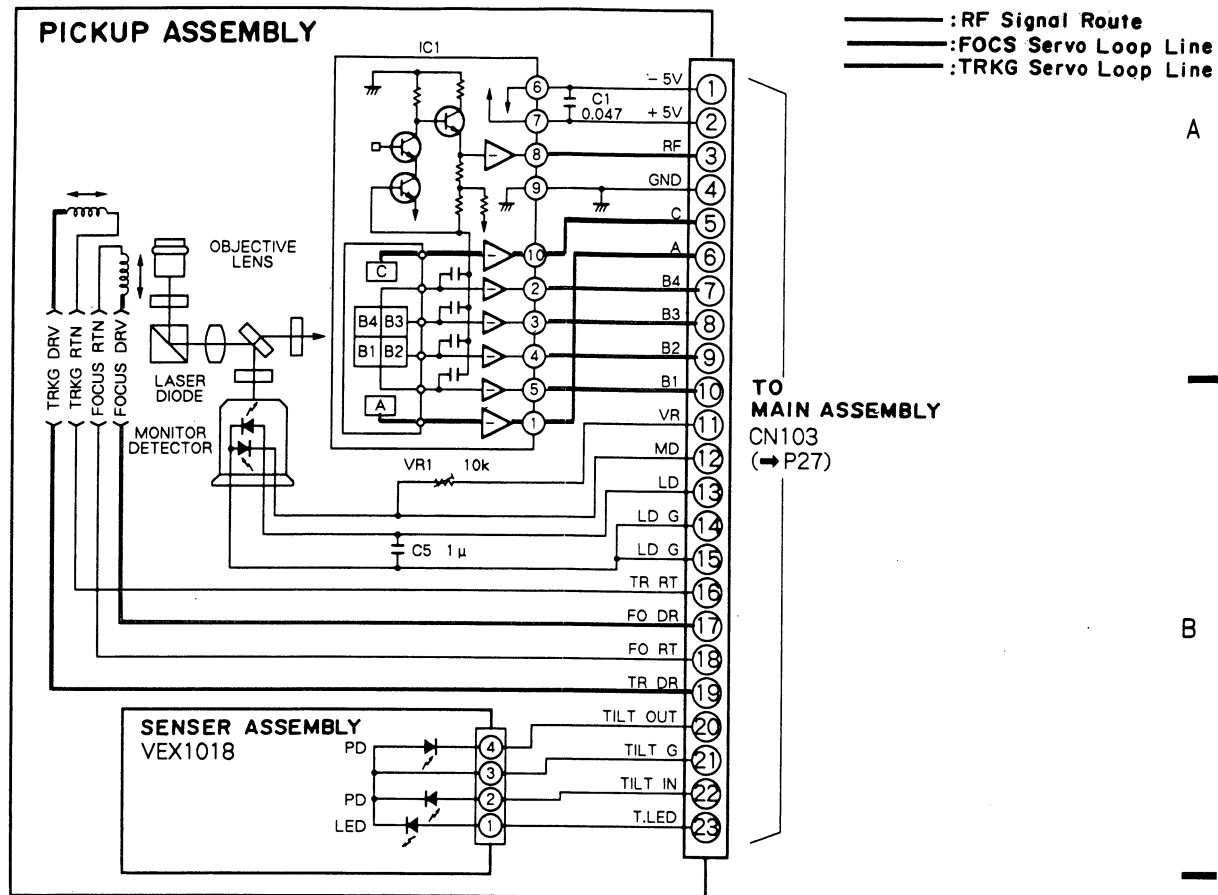 PICKUP ASSEMBLY
:RF Signal Route
:FOCS Servo Loop Line
:TRKG Servo Loop Line
A
B
IC1
C1
0.047
6
7
8
9
10
2
3
4
5
1
C
B4 B3
B1 B2
A
OBJECTIVE
LENS
LASER
DIODE
MONITOR
DETECTOR
TRKG DRV
TRKG RTN
FOCUS RTN
FOCUS DRV
VR1 10k
C5 1µ
- 5V 1
+ 5V 2
RF 3
GND 4
C 5
A 6
B4 7
B3 8
B2 9
B1 10
VR 11
MD 12
LD 13
LD G 14
LD G 15
TR RT 16
FO DR 17
FO RT 18
TR DR 19
TILT OUT 20
TILT G 21
TILT IN 22
T.LED 23
TO
MAIN ASSEMBLY
CN103
(➡P27)
SENSER ASSEMBLY
VEX1018
PD 4
3
PD 2
LED 1